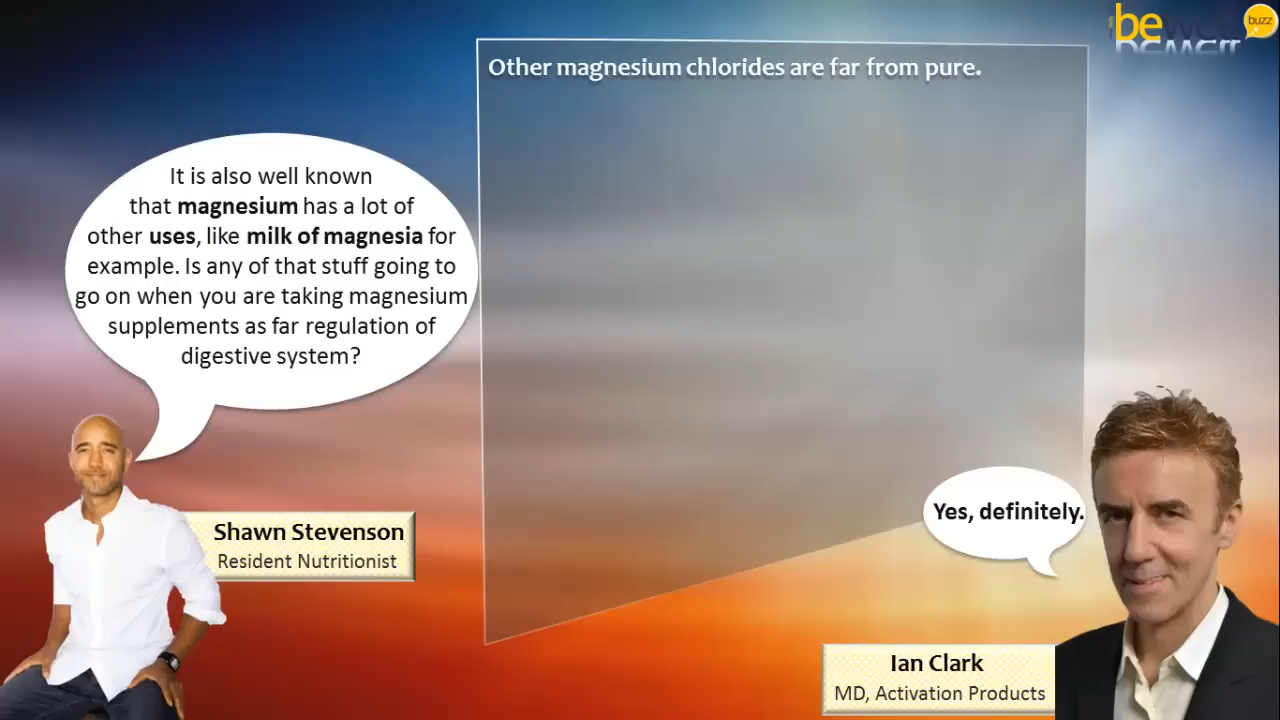 be well
buzz
Other magnesium chlorides are far from pure.
It is also well known
that magnesium has a lot of
other uses, like milk of magnesia for
example. Is any of that stuff going to
go on when you are taking magnesium
supplements as far regulation of
digestive system?
Yes, definitely.
Shawn Stevenson
Resident Nutritionist
Ian Clark
MD, Activation Products